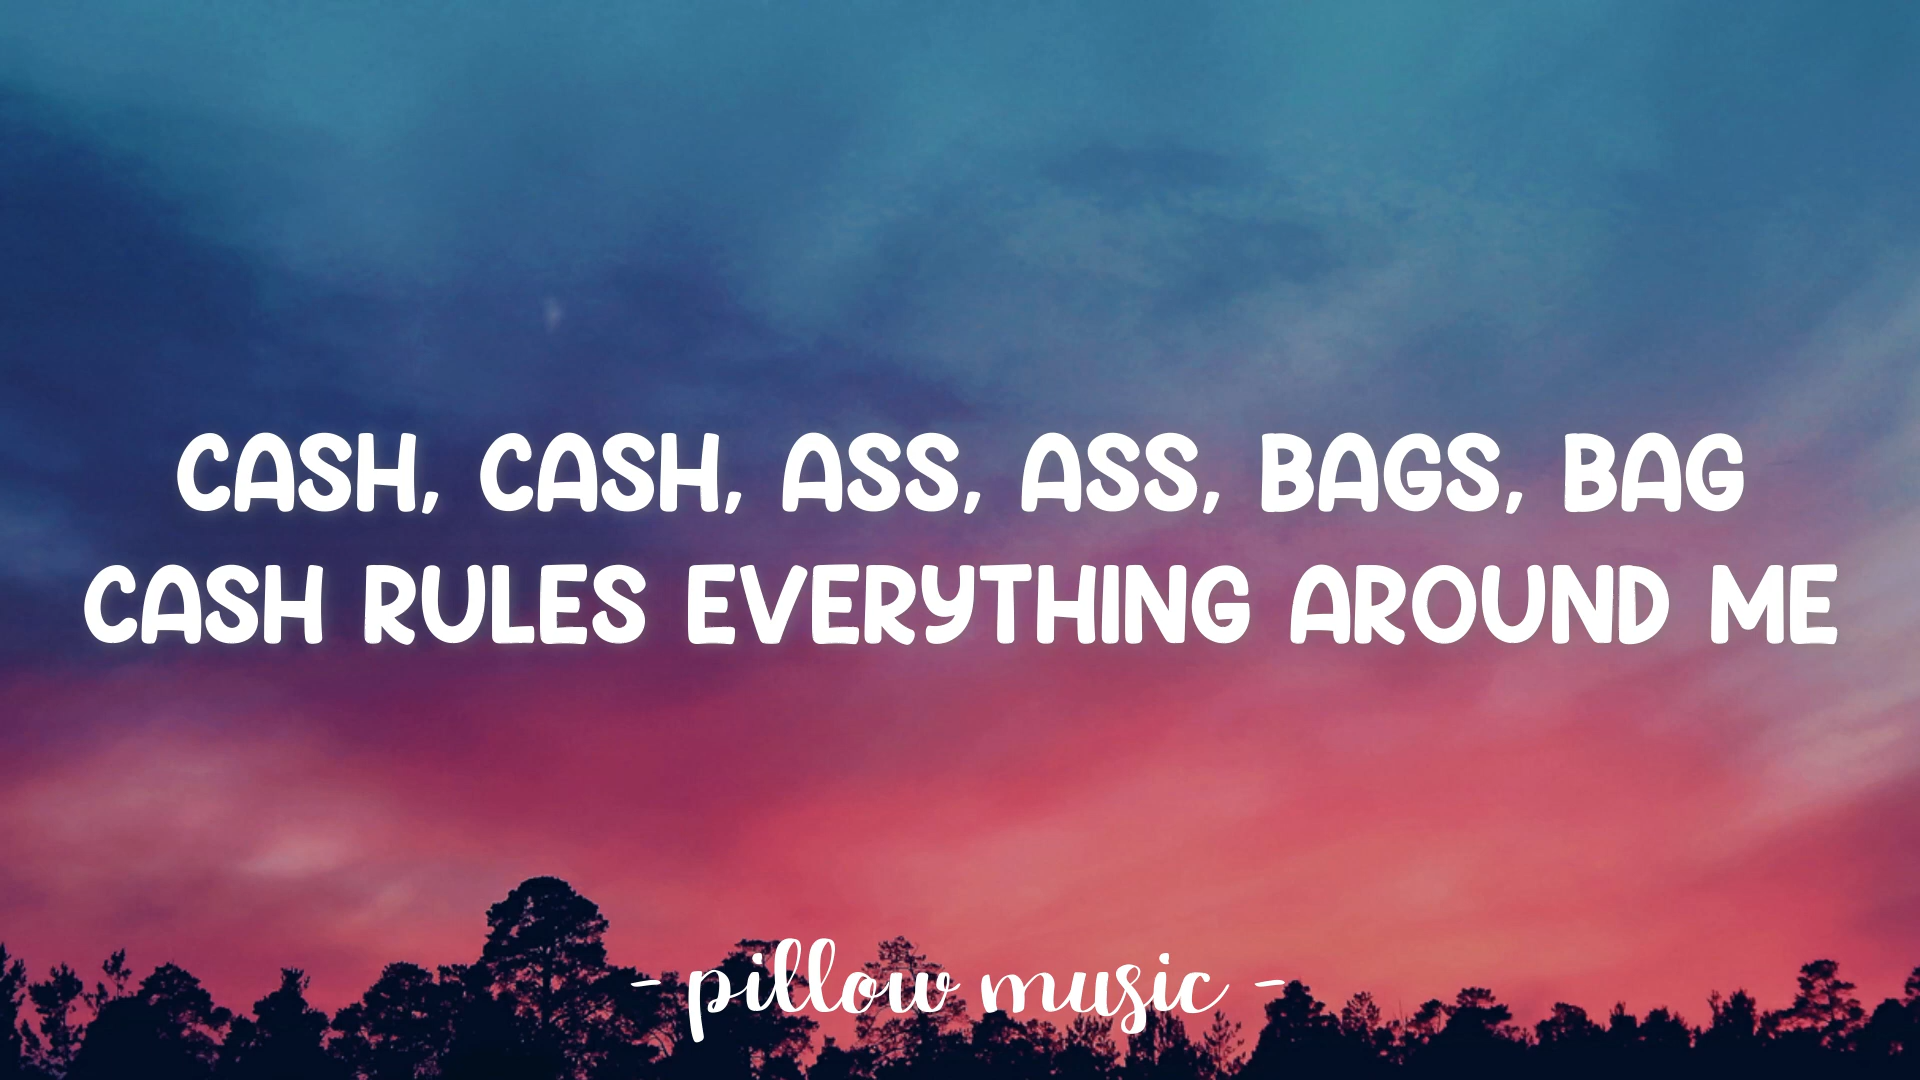 CASH, CASH, ASS, ASS, BAGS, BAG
CASH RULES EVERYTHING AROUND ME
- pillow music -